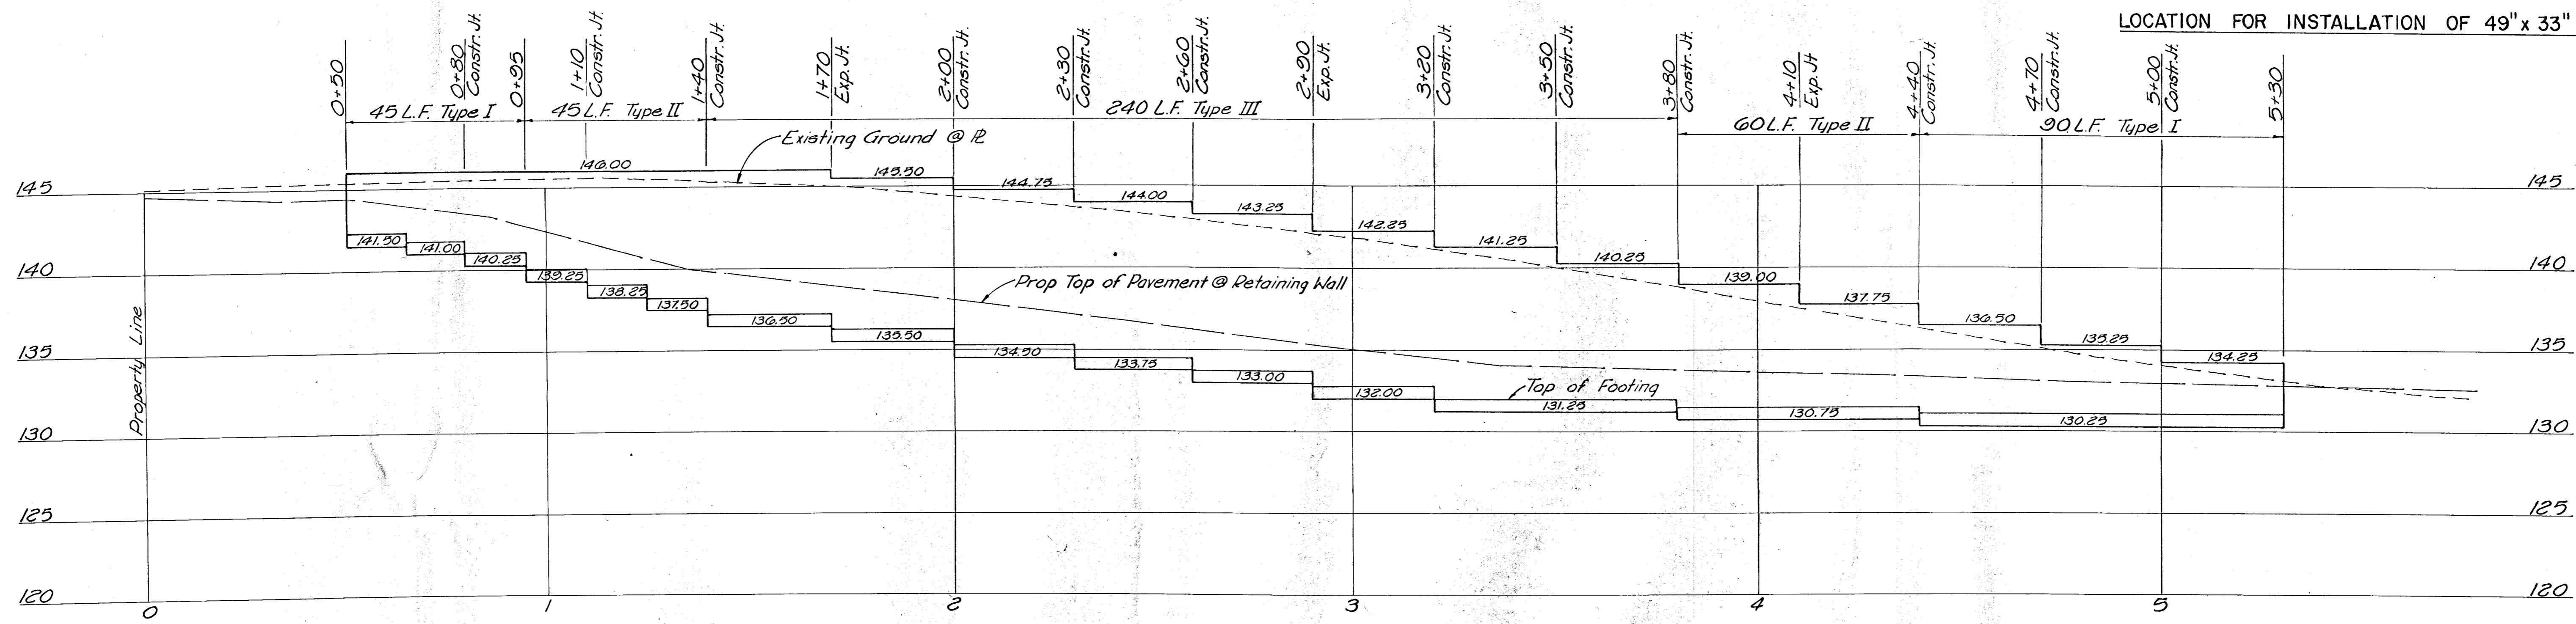 LOCATION FOR INSTALLATION OF 49" x 33"
0+50
0+80
Constr. Jt.
0+95
1+10
Constr. Jt.
1+40
Constr. Jt.
1+70
Exp. Jt.
2+00
Constr. Jt.
2+30
Constr. Jt.
2+60
Constr. Jt.
2+90
Exp. Jt.
3+20
Constr. Jt.
3+50
Constr. Jt.
3+80
Constr. Jt.
4+10
Exp. Jt
4+40
Constr. Jt.
4+70
Constr. Jt.
5+00
Constr. Jt.
5+30
45 L.F. Type I
45 L.F. Type II
240 L.F. Type III
60 L.F. Type II
90 L.F. Type I
Existing Ground @ PL
146.00
145.50
144.75
144.00
143.25
142.25
141.25
140.25
139.00
137.75
136.50
135.25
134.25
145
145
141.50
141.00
140.25
139.25
138.25
137.50
136.50
135.50
134.50
133.75
133.00
132.00
131.25
130.75
130.25
140
140
Prop Top of Pavement @ Retaining Wall
Property Line
135
135
Top of Footing
130
130
125
125
120
120
0
1
2
3
4
5